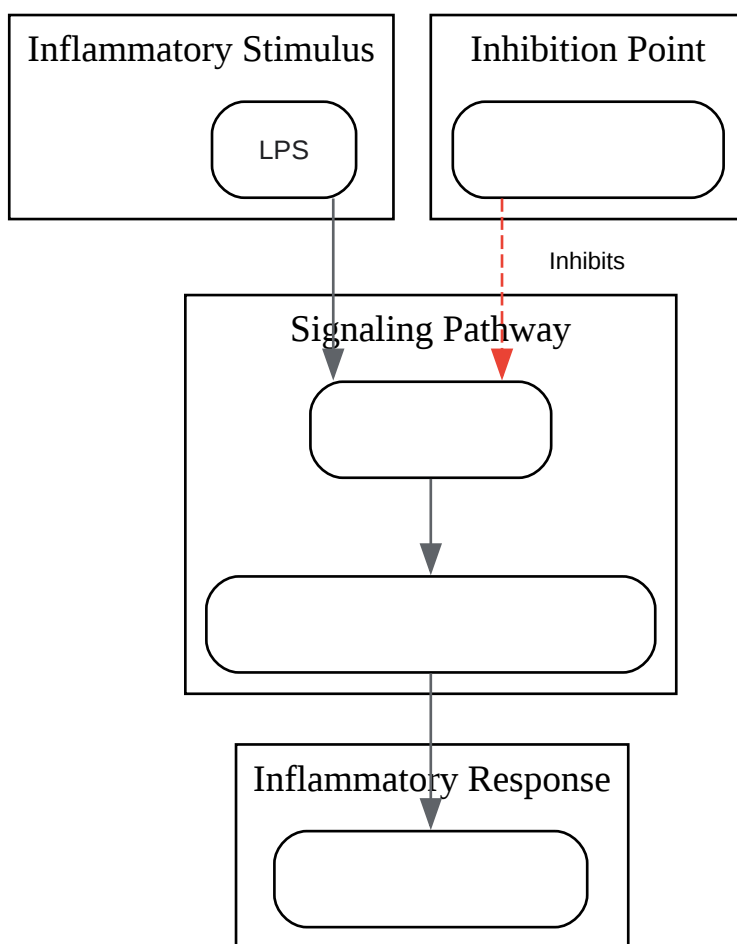 Inflammatory Stimulus
Inhibition Point
LPS
Inhibits
Signaling Pathway
Inflammatory Response